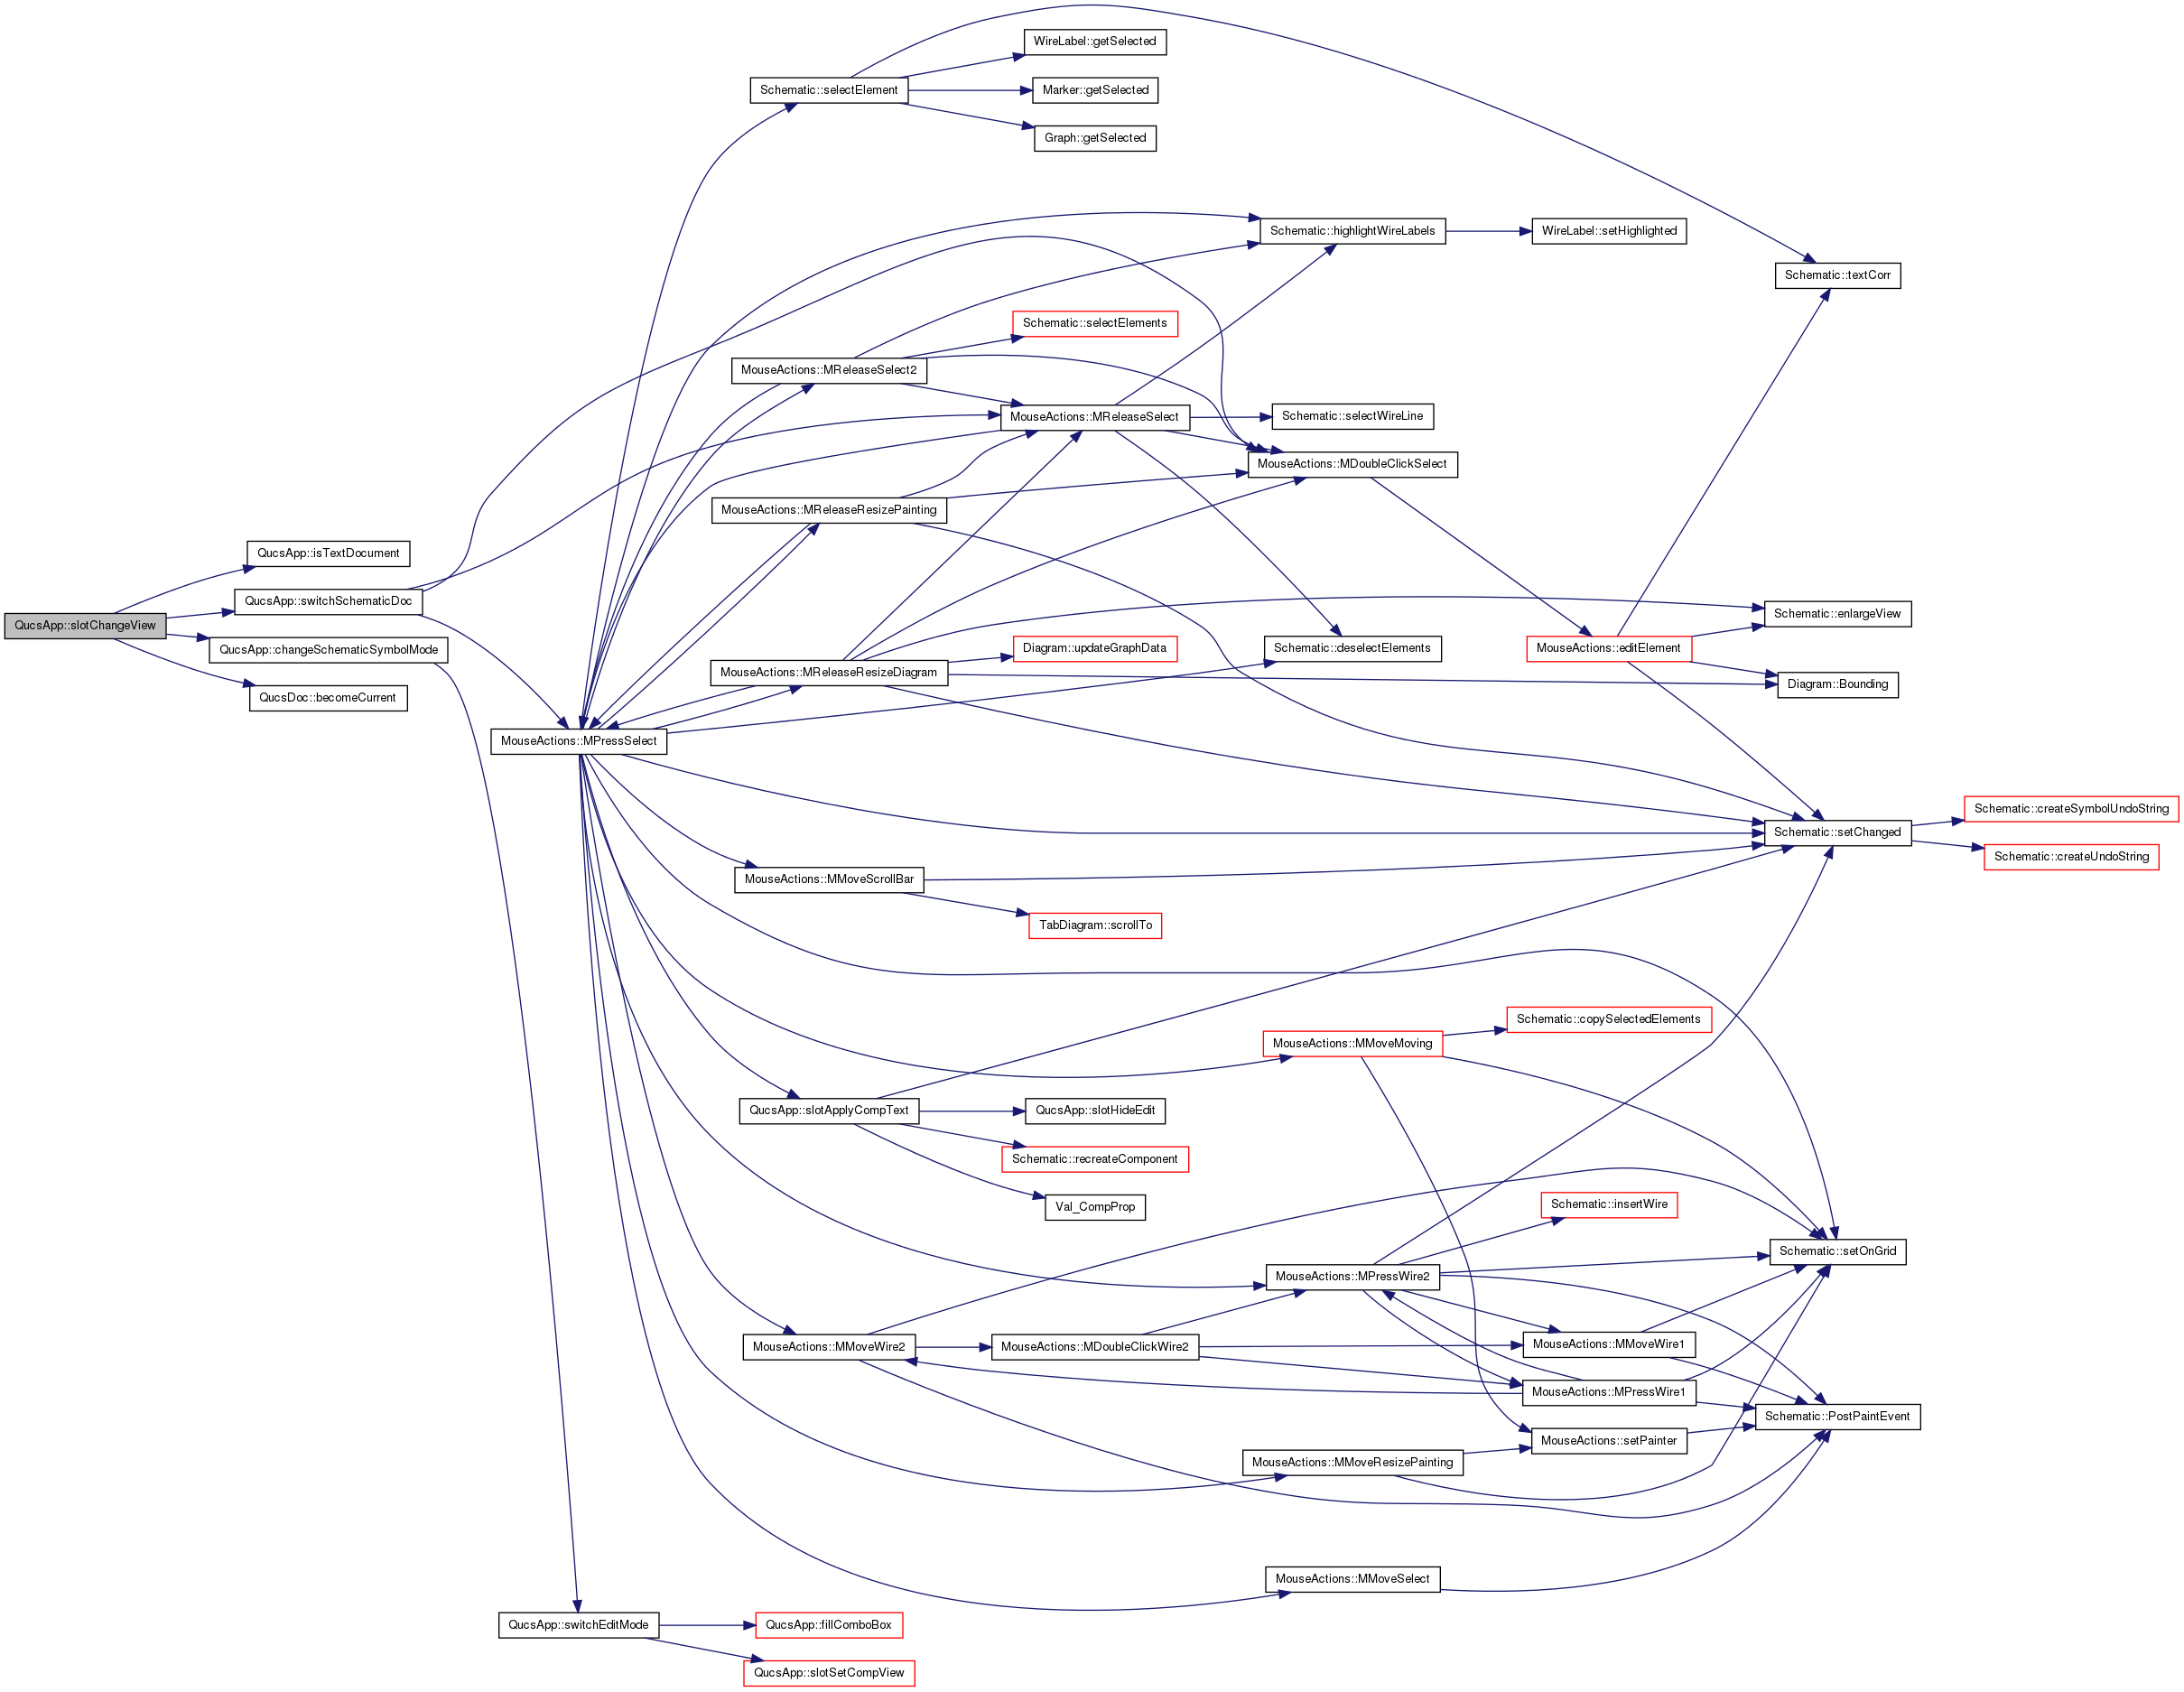 WireLabel::getSelected
Schematic::selectElement
Marker::getSelected
Graph::getSelected
Schematic::highlightWireLabels
WireLabel::setHighlighted
Schematic::textCorr
Schematic::selectElements
MouseActions::MReleaseSelect2
MouseActions::MReleaseSelect
Schematic::selectWireLine
MouseActions::MDoubleClickSelect
MouseActions::MReleaseResizePainting
QucsApp::isTextDocument
QucsApp::switchSchematicDoc
Schematic::enlargeView
QucsApp::slotChangeView
QucsApp::changeSchematicSymbolMode
Diagram::updateGraphData
Schematic::deselectElements
MouseActions::editElement
MouseActions::MReleaseResizeDiagram
Diagram::Bounding
QucsDoc::becomeCurrent
MouseActions::MPressSelect
Schematic::createSymbolUndoString
Schematic::setChanged
Schematic::createUndoString
MouseActions::MMoveScrollBar
TabDiagram::scrollTo
Schematic::copySelectedElements
MouseActions::MMoveMoving
QucsApp::slotApplyCompText
QucsApp::slotHideEdit
Schematic::recreateComponent
Val_CompProp
Schematic::insertWire
Schematic::setOnGrid
MouseActions::MPressWire2
MouseActions::MMoveWire2
MouseActions::MDoubleClickWire2
MouseActions::MMoveWire1
MouseActions::MPressWire1
Schematic::PostPaintEvent
MouseActions::setPainter
MouseActions::MMoveResizePainting
MouseActions::MMoveSelect
QucsApp::switchEditMode
QucsApp::fillComboBox
QucsApp::slotSetCompView